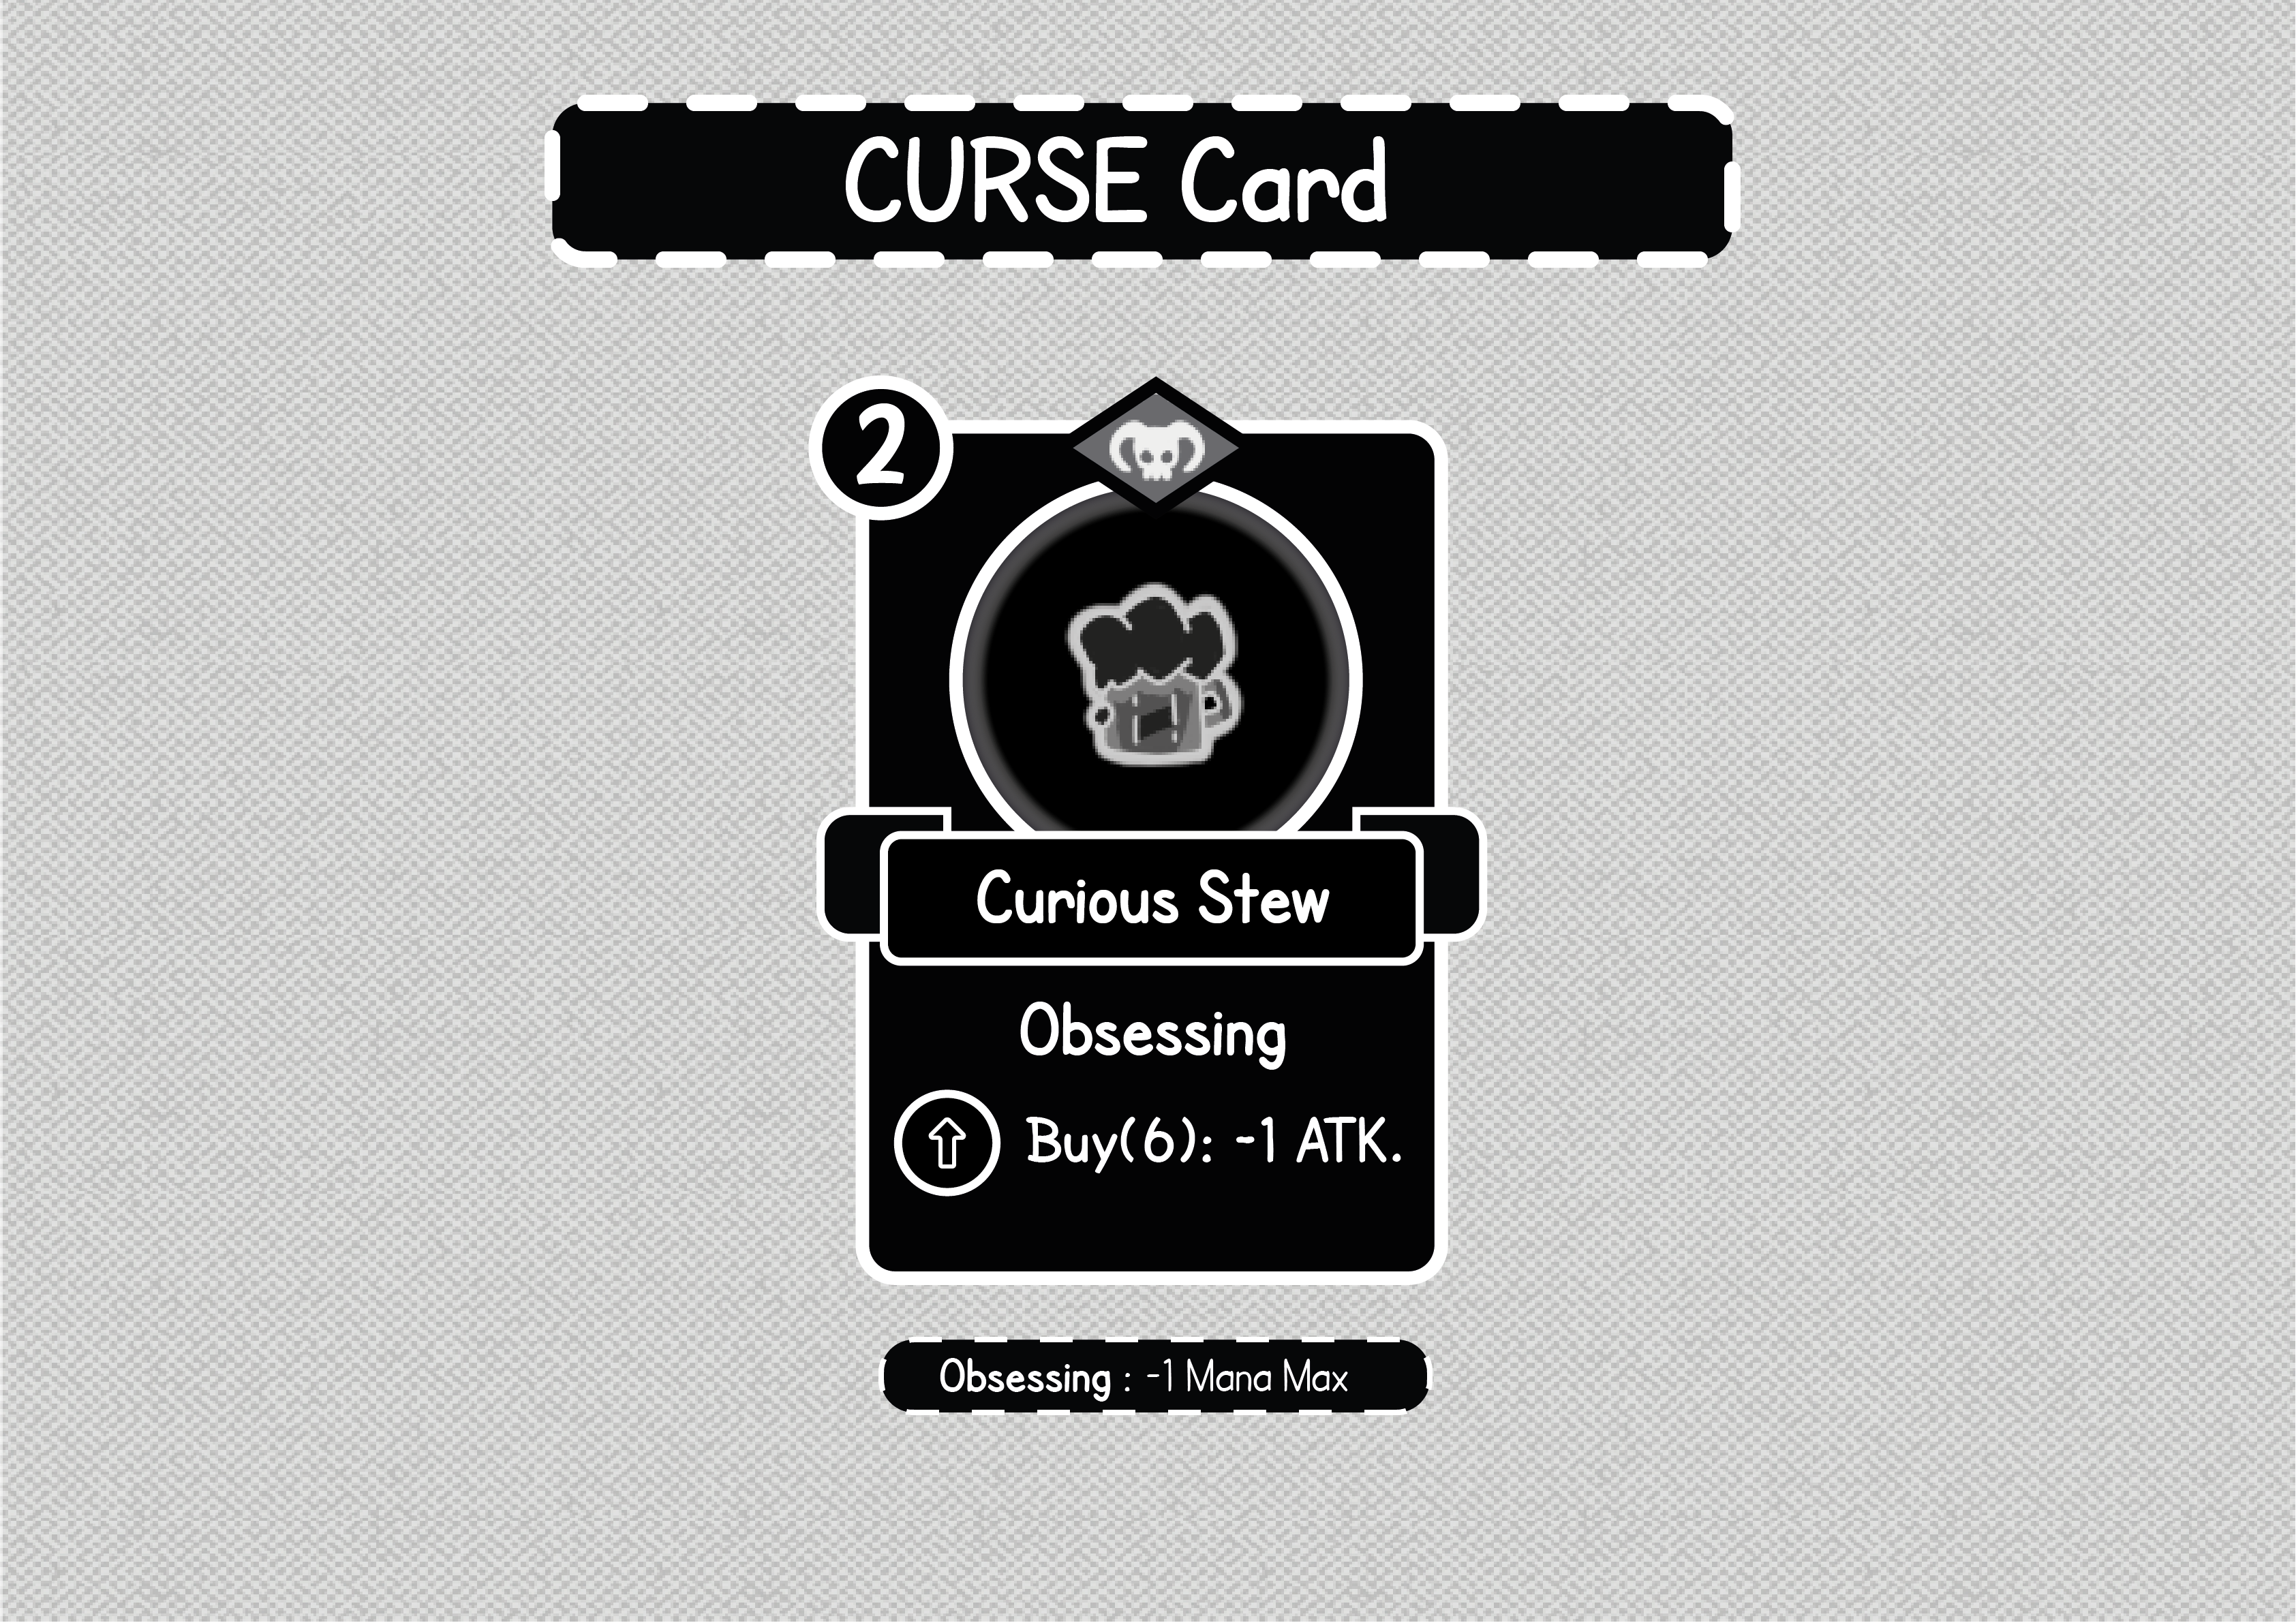 CURSE Card
2
Curious Stew
Obsessing
Buy(6): -1 ATK.
Obsessing : -1 Mana Max